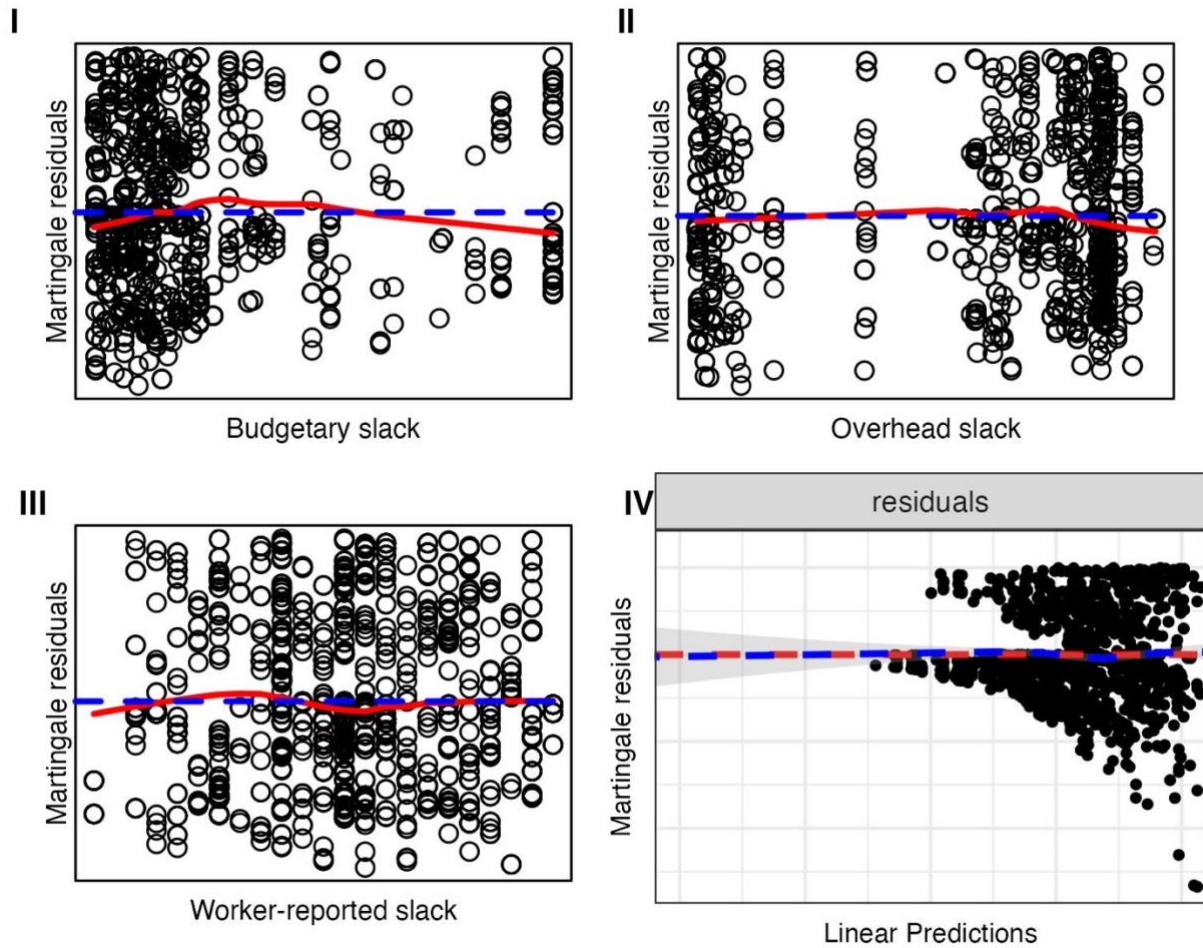 I
Martingale residuals
Budgetary slack
II
Martingale residuals
Overhead slack
III
Martingale residuals
Worker-reported slack
IV
residuals
Martingale residuals
Linear Predictions